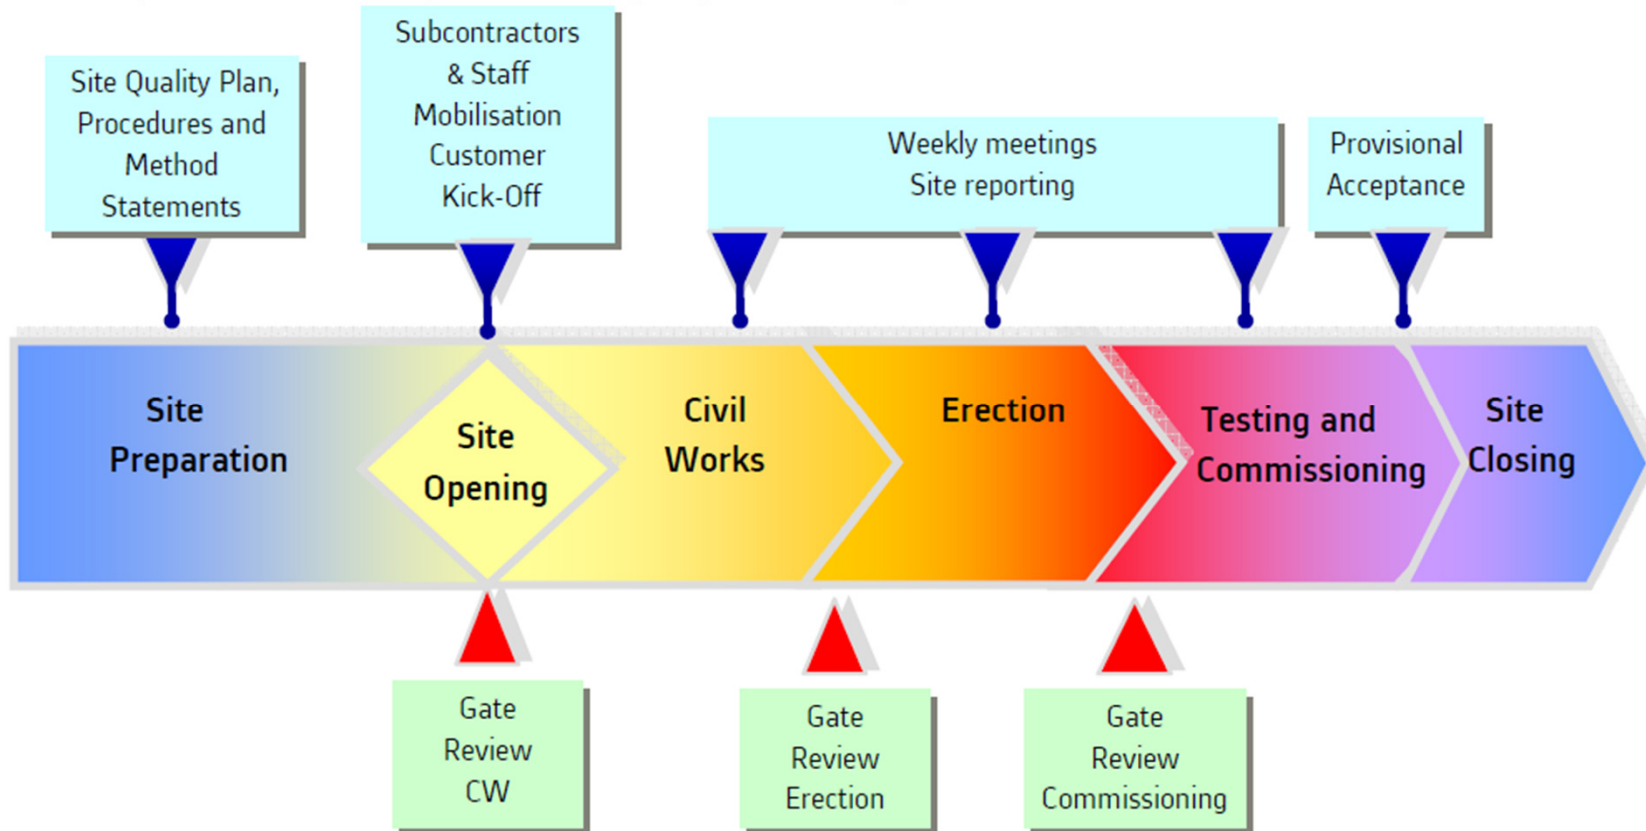 Site Quality Plan,
Procedures and
Method
Statements
Subcontractors
& Staff
Mobilisation
Customer
Kick-Off
Weekly meetings
Site reporting
Provisional
Acceptance
Site
Preparation
Site
Opening
Civil
Works
Erection
Testing and
Commissioning
Site
Closing
Gate
Review
CW
Gate
Review
Erection
Gate
Review
Commissioning